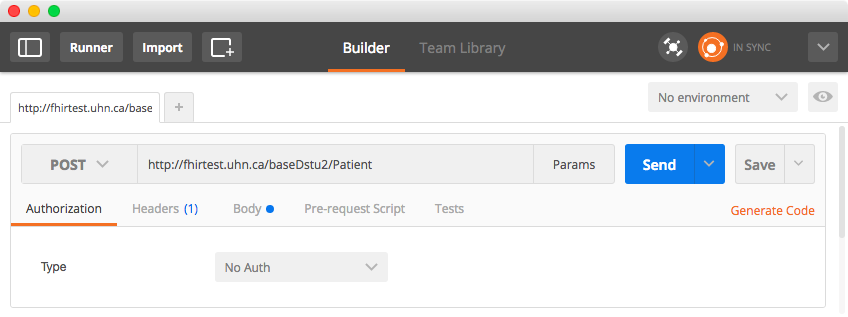 Runner Import Builder Team Library IN SYNC
http://fhirtest.uhn.ca/base + No environment
POST http://fhirtest.uhn.ca/baseDstu2/Patient Params Send Save
Authorization Headers (1) Body Pre-request Script Tests Generate Code
Type No Auth